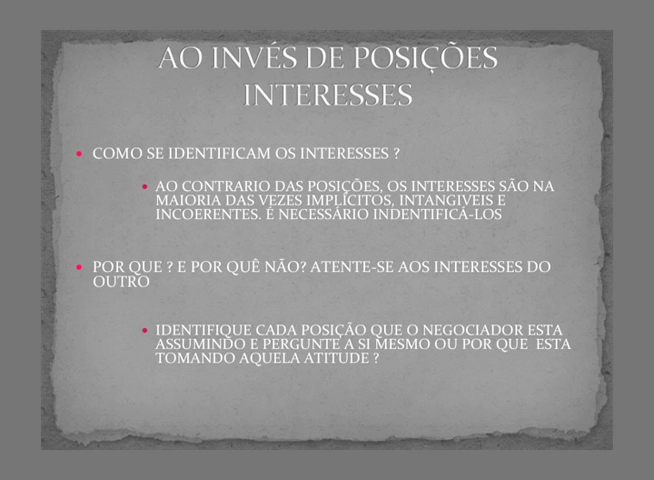 AO INVÉS DE POSIÇÕES
INTERESSES
COMO SE IDENTIFICAM OS INTERESSES ?
AO CONTRARIO DAS POSIÇÕES, OS INTERESSES SÃO NA
MAIORIA DAS VEZES IMPLÍCITOS, INTANGIVEIS E
INCOERENTES. É NECESSÁRIO INDENTIFICÁ-LOS
POR QUE ? E POR QUÊ NÃO? ATENTE-SE AOS INTERESSES DO
OUTRO
IDENTIFIQUE CADA POSIÇÃO QUE O NEGOCIADOR ESTA
ASSUMINDO E PERGUNTE A SI MESMO OU POR QUE ESTA
TOMANDO AQUELA ATITUDE ?